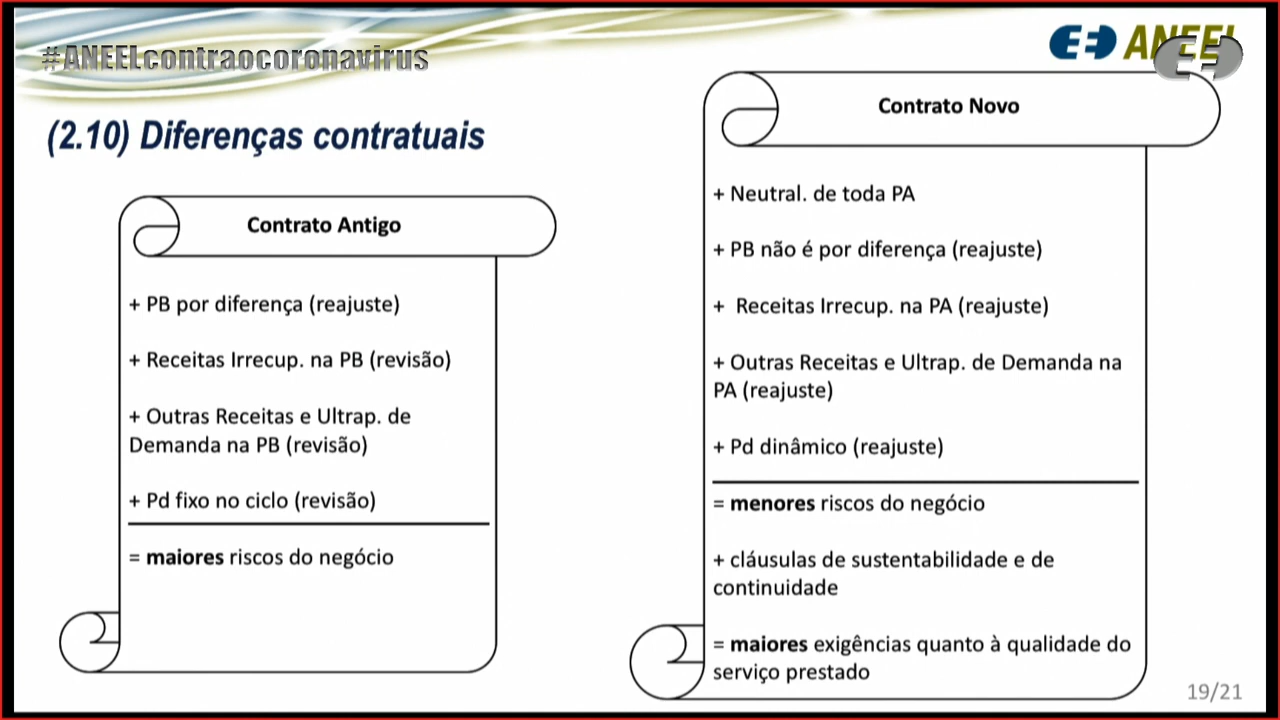 #ANEELcontraocoronavirus
ANEEL
(2.10) Diferenças contratuais
Contrato Antigo
+ PB por diferença (reajuste)
+ Receitas Irrecup. na PB (revisão)
+ Outras Receitas e Ultrap. de
Demanda na PB (revisão)
+ Pd fixo no ciclo (revisão)
= maiores riscos do negócio
Contrato Novo
+ Neutral. de toda PA
+ PB não é por diferença (reajuste)
+ Receitas Irrecup. na PA (reajuste)
+ Outras Receitas e Ultrap. de Demanda na
PA (reajuste)
+ Pd dinâmico (reajuste)
= menores riscos do negócio
+ cláusulas de sustentabilidade e de
continuidade
= maiores exigências quanto à qualidade do
serviço prestado
19/21